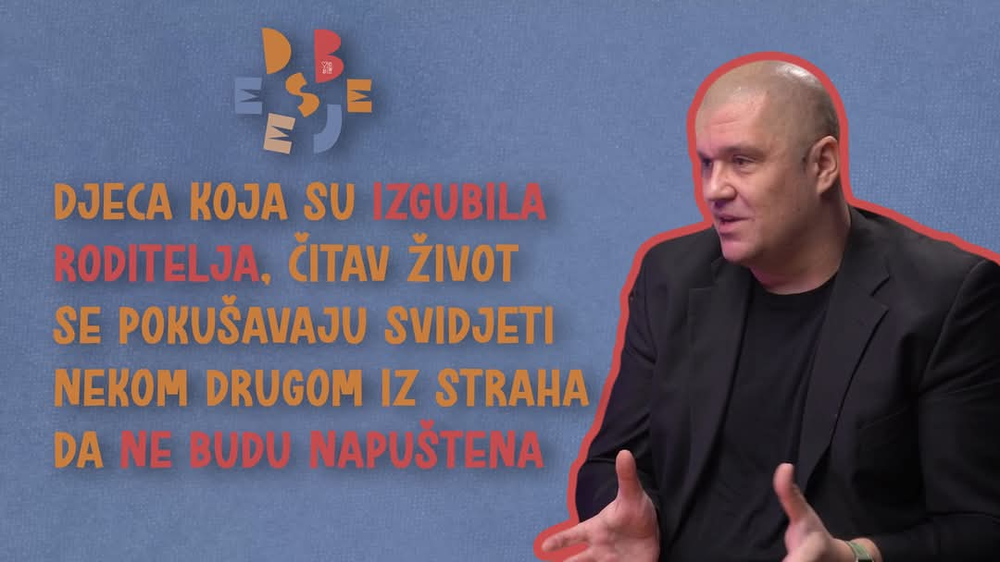 DJECA KOJA SU IZGUBILA
RODITELJA, ČITAV ŽIVOT
SE POKUŠAVAJU SVIDJETI
NEKOM DRUGOM IZ STRAHA
DA NE BUDU NAPUŠTENA